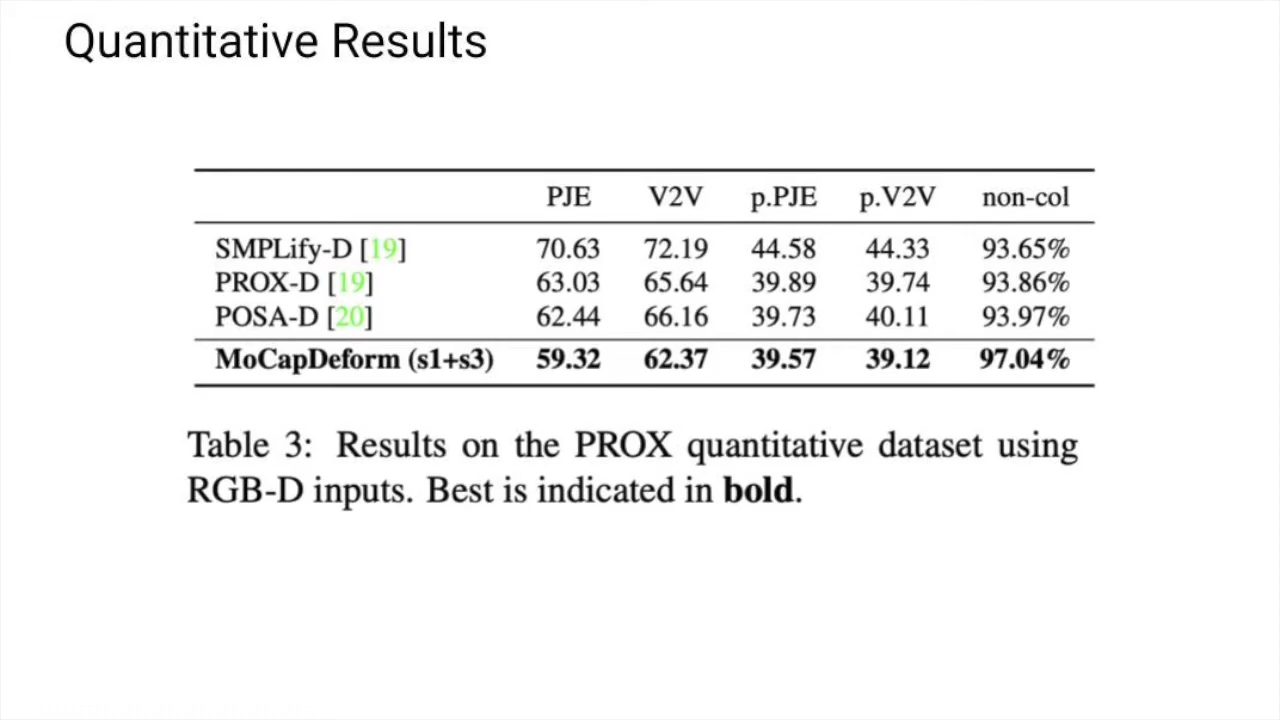 Quantitative Results
PJE V2V p.PJE p.V2V non-col
SMPLify-D [19] 70.63 72.19 44.58 44.33 93.65%
PROX-D [19] 63.03 65.64 39.89 39.74 93.86%
POSA-D [20] 62.44 66.16 39.73 40.11 93.97%
MoCapDeform (s1+s3) 59.32 62.37 39.57 39.12 97.04%
Table 3: Results on the PROX quantitative dataset using
RGB-D inputs. Best is indicated in bold.